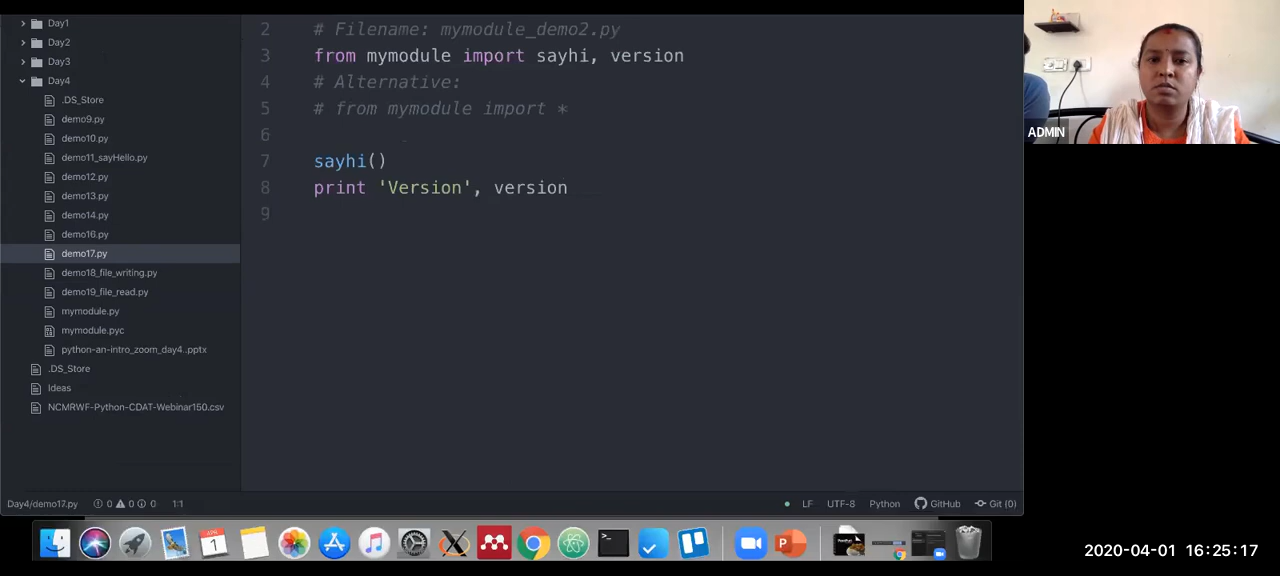 Day1
Day2
Day3
Day4
.DS_Store
demo9.py
demo10.py
demo11_sayHello.py
demo12.py
demo13.py
demo14.py
demo16.py
demo17.py
demo18_file_writing.py
demo19_file_read.py
mymodule.py
mymodule.pyc
python-an-intro_zoom_day4..pptx
.DS_Store
Ideas
NCMRWF-Python-CDAT-Webinar150.csv
2 # Filename: mymodule_demo2.py
3 from mymodule import sayhi, version
4 # Alternative:
5 # from mymodule import *
6
7 sayhi()
8 print 'Version', version
9
Day4/demo17.py 0 0 0 1:1 LF UTF-8 Python GitHub Git (0)
ADMIN
APR
1
2020-04-01 16:25:17